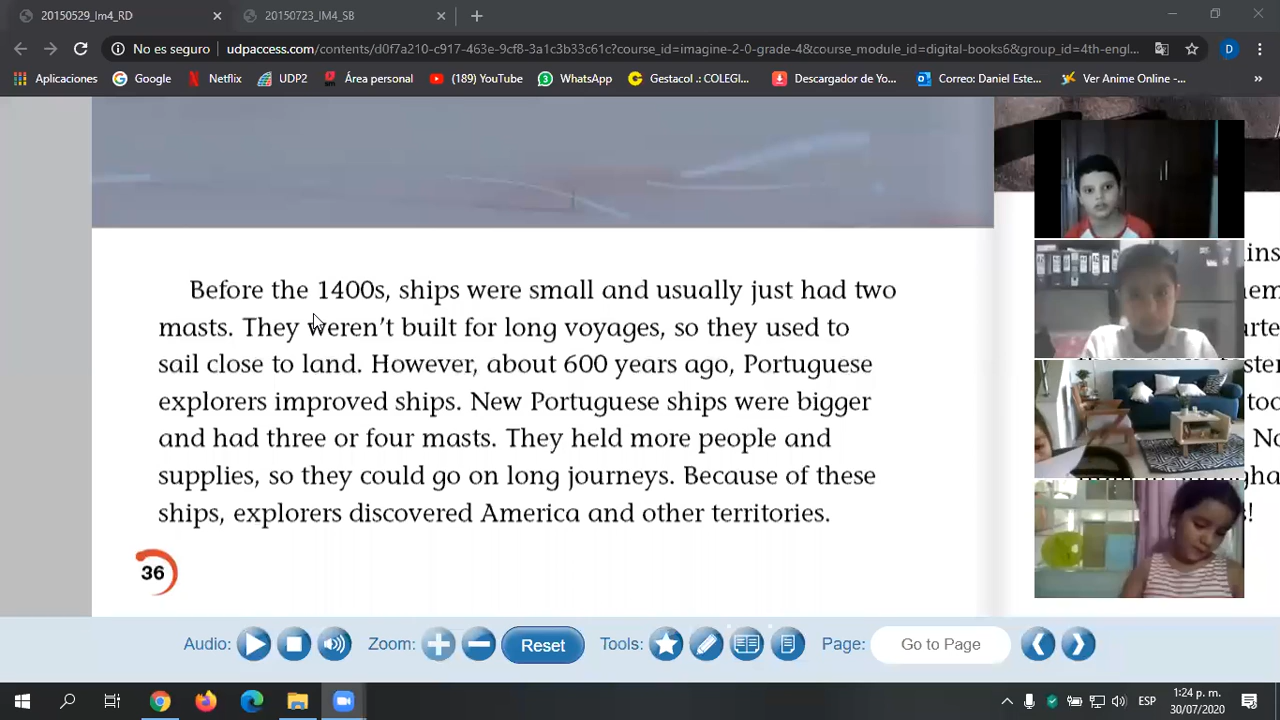 20150529_Im4_RD
20150723_IM4_SB
No es seguro
udpaccess.com/contents/d0f7a210-c917-463e-9cf8-3a1c3b33c61c?course_id=imagine-2-0-grade-4&course_module_id=digital-books6&group_id=4th-engl...
D
Aplicaciones
Google
Netflix
UDP2
Área personal
(189) YouTube
WhatsApp
Gestacol .: COLEGI...
Descargador de Yo...
Correo: Daniel Este...
Ver Anime Online -...
Before the 1400s, ships were small and usually just had two
masts. They weren't built for long voyages, so they used to
sail close to land. However, about 600 years ago, Portuguese
explorers improved ships. New Portuguese ships were bigger
and had three or four masts. They held more people and
supplies, so they could go on long journeys. Because of these
ships, explorers discovered America and other territories.
36
Audio:
Zoom:
Reset
Tools:
Page:
Go to Page
ESP
1:24 p. m.
30/07/2020